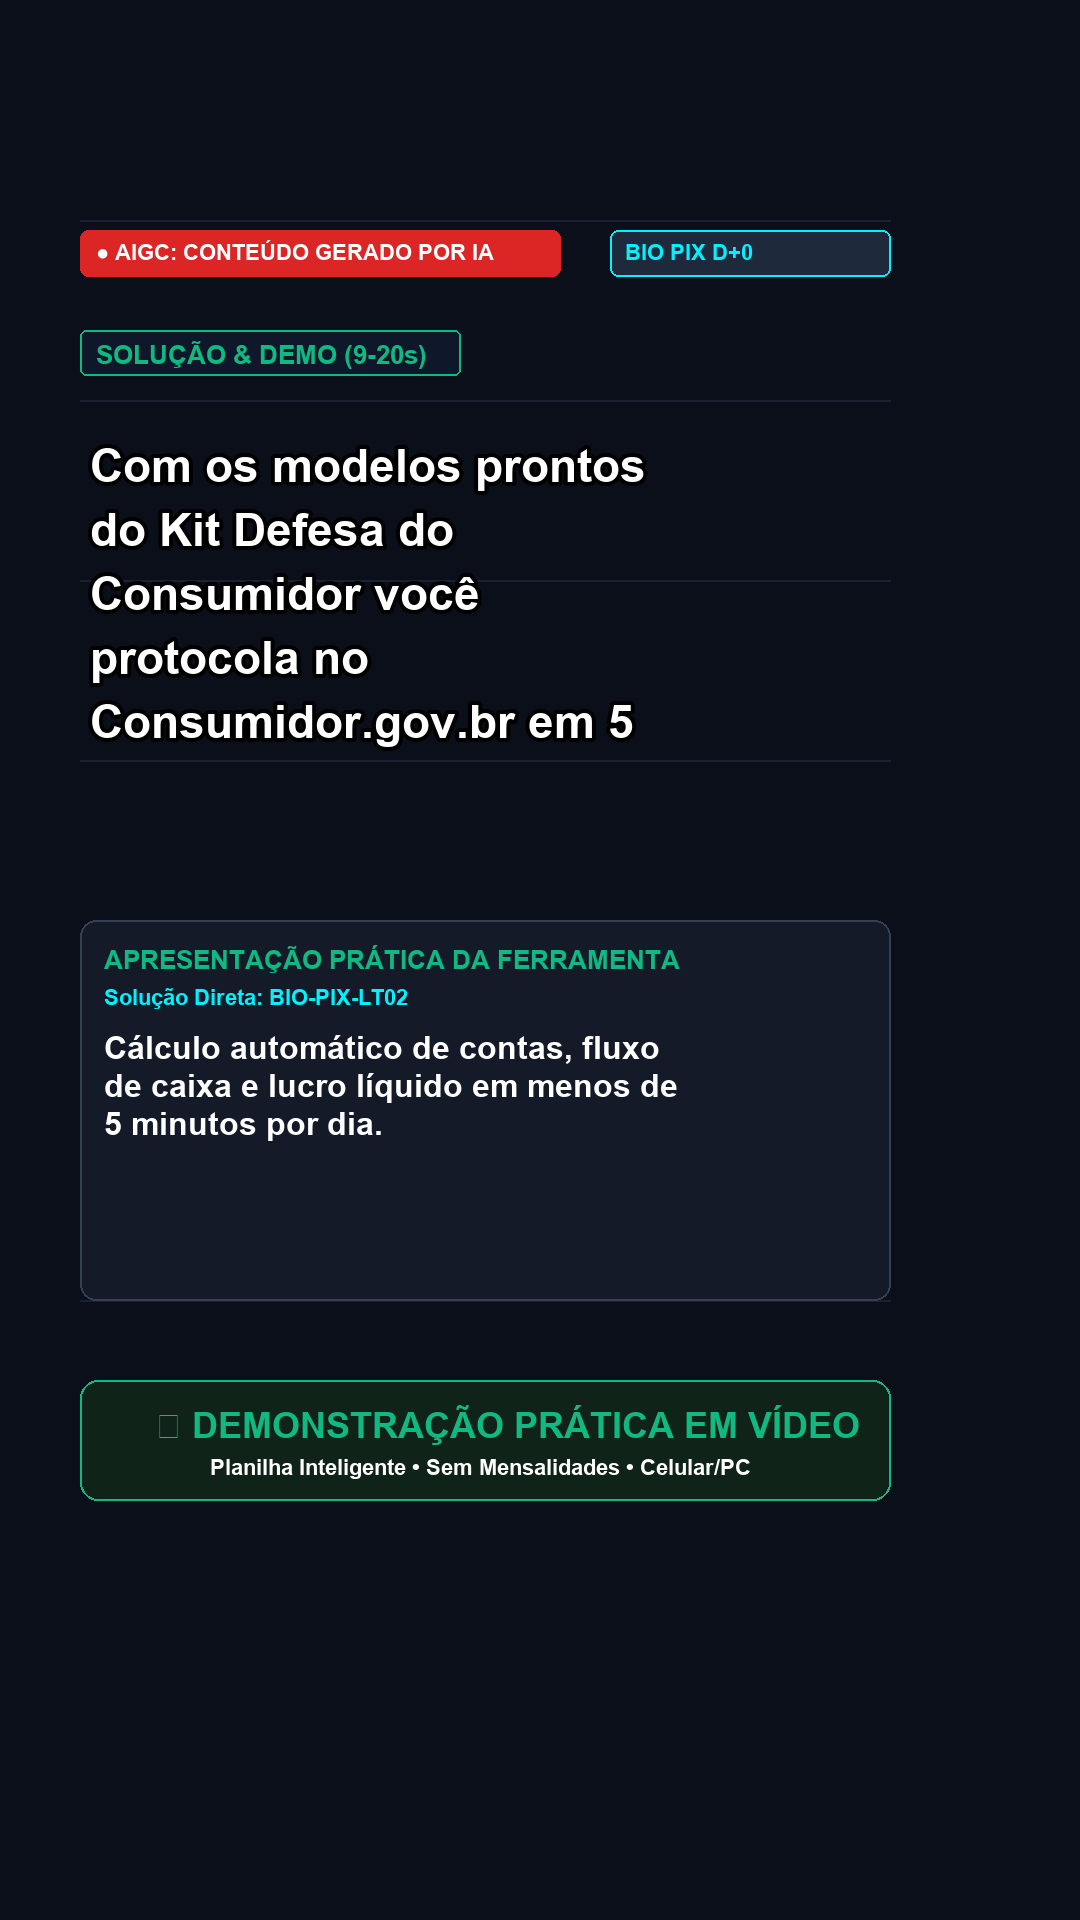 ● AIGC: CONTEÚDO GERADO POR IA
BIO PIX D+0
SOLUÇÃO & DEMO (9-20s)
Com os modelos prontos
do Kit Defesa do
Consumidor você
protocola no
Consumidor.gov.br em 5
APRESENTAÇÃO PRÁTICA DA FERRAMENTA
Solução Direta: BIO-PIX-LT02
Cálculo automático de contas, fluxo
de caixa e lucro líquido em menos de
5 minutos por dia.
DEMONSTRAÇÃO PRÁTICA EM VÍDEO
Planilha Inteligente • Sem Mensalidades • Celular/PC